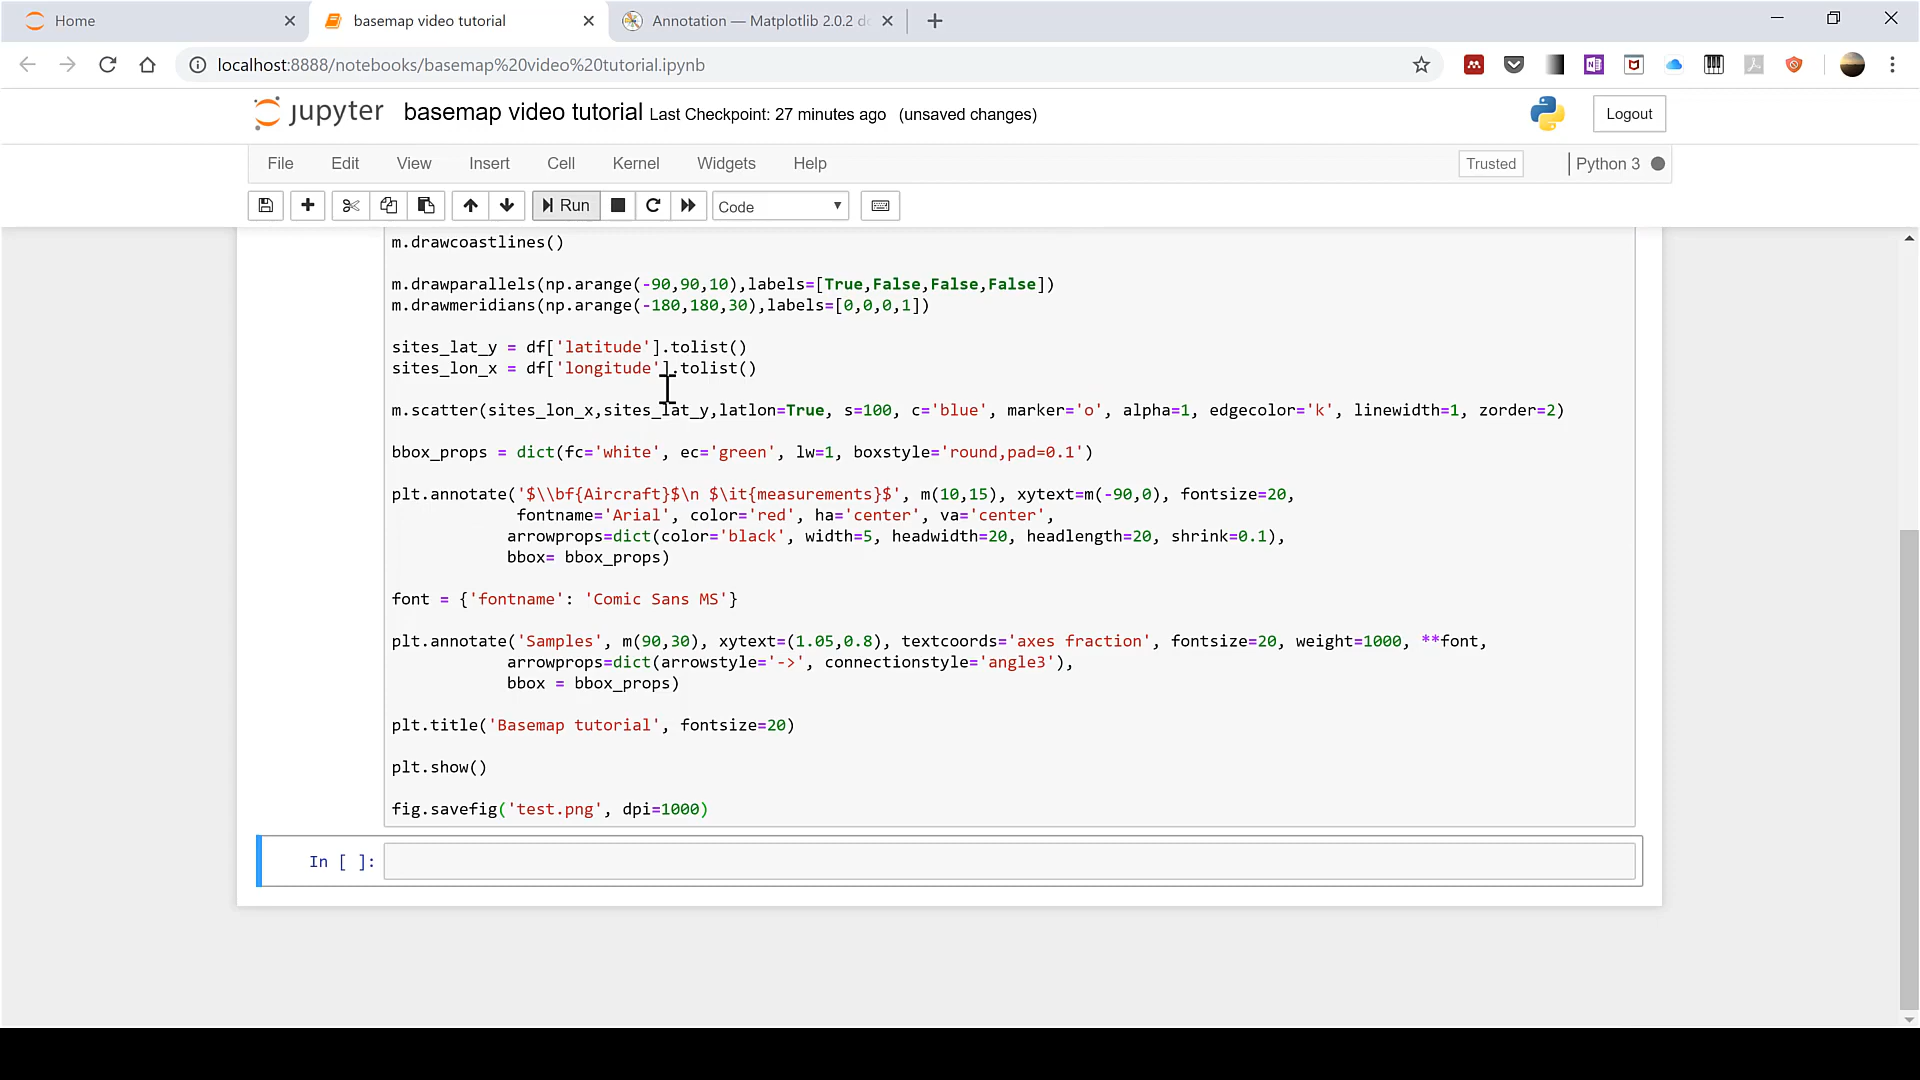 Home
basemap video tutorial
Annotation — Matplotlib 2.0.2 d
localhost:8888/notebooks/basemap%20video%20tutorial.ipynb
jupyter basemap video tutorial Last Checkpoint: 27 minutes ago (unsaved changes)
Logout
File Edit View Insert Cell Kernel Widgets Help
Trusted
Python 3
Run
Code
m.drawcoastlines()
m.drawparallels(np.arange(-90,90,10),labels=[True,False,False,False])
m.drawmeridians(np.arange(-180,180,30),labels=[0,0,0,1])
sites_lat_y = df['latitude'].tolist()
sites_lon_x = df['longitude'].tolist()
m.scatter(sites_lon_x,sites_lat_y,latlon=True, s=100, c='blue', marker='o', alpha=1, edgecolor='k', linewidth=1, zorder=2)
bbox_props = dict(fc='white', ec='green', lw=1, boxstyle='round,pad=0.1')
plt.annotate('$\\bf{Aircraft}$\n $\it{measurements}$', m(10,15), xytext=m(-90,0), fontsize=20,
fontname='Arial', color='red', ha='center', va='center',
arrowprops=dict(color='black', width=5, headwidth=20, headlength=20, shrink=0.1),
bbox= bbox_props)
font = {'fontname': 'Comic Sans MS'}
plt.annotate('Samples', m(90,30), xytext=(1.05,0.8), textcoords='axes fraction', fontsize=20, weight=1000, **font,
arrowprops=dict(arrowstyle='->', connectionstyle='angle3'),
bbox = bbox_props)
plt.title('Basemap tutorial', fontsize=20)
plt.show()
fig.savefig('test.png', dpi=1000)
In [ ]: